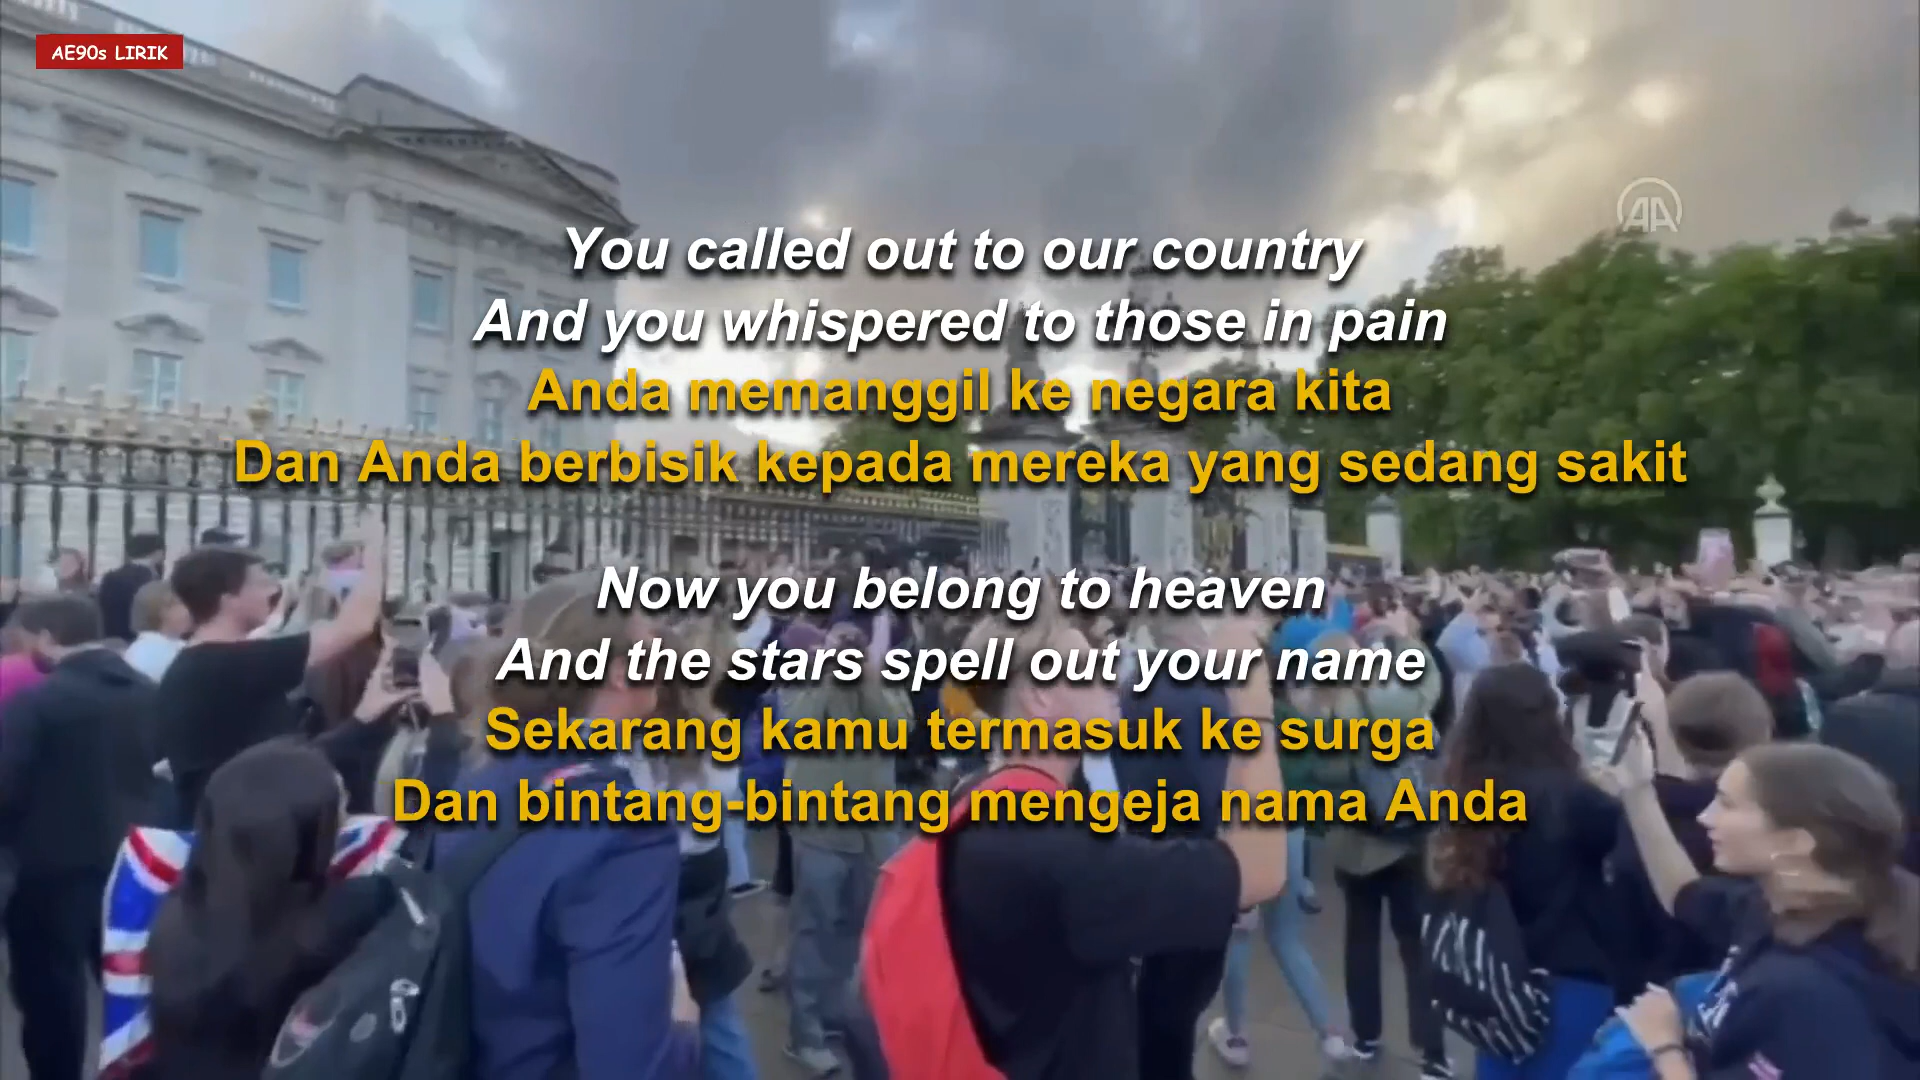 AE90s LIRIK
AA
You called out to our country
And you whispered to those in pain
Anda memanggil ke negara kita
Dan Anda berbisik kepada mereka yang sedang sakit
Now you belong to heaven
And the stars spell out your name
Sekarang kamu termasuk ke surga
Dan bintang-bintang mengeja nama Anda